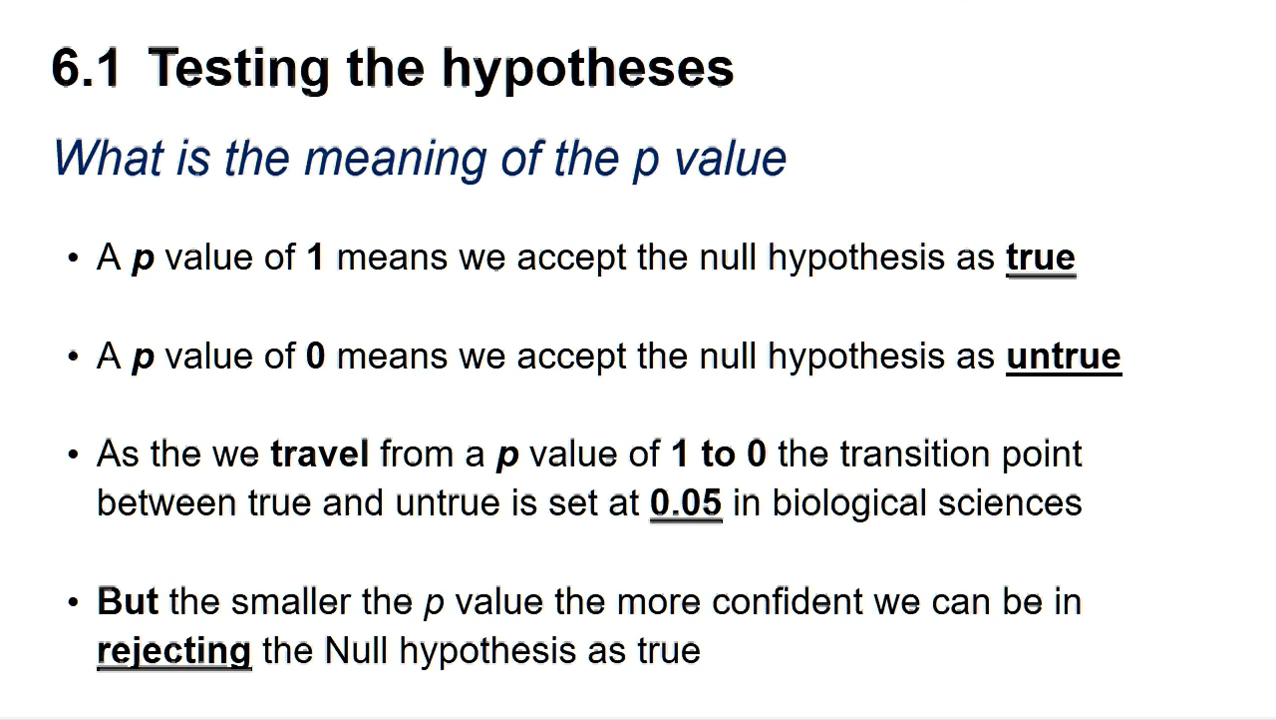 6.1 Testing the hypotheses
What is the meaning of the p value
• A p value of 1 means we accept the null hypothesis as true
• A p value of 0 means we accept the null hypothesis as untrue
• As the we travel from a p value of 1 to 0 the transition point
between true and untrue is set at 0.05 in biological sciences
• But the smaller the p value the more confident we can be in
rejecting the Null hypothesis as true